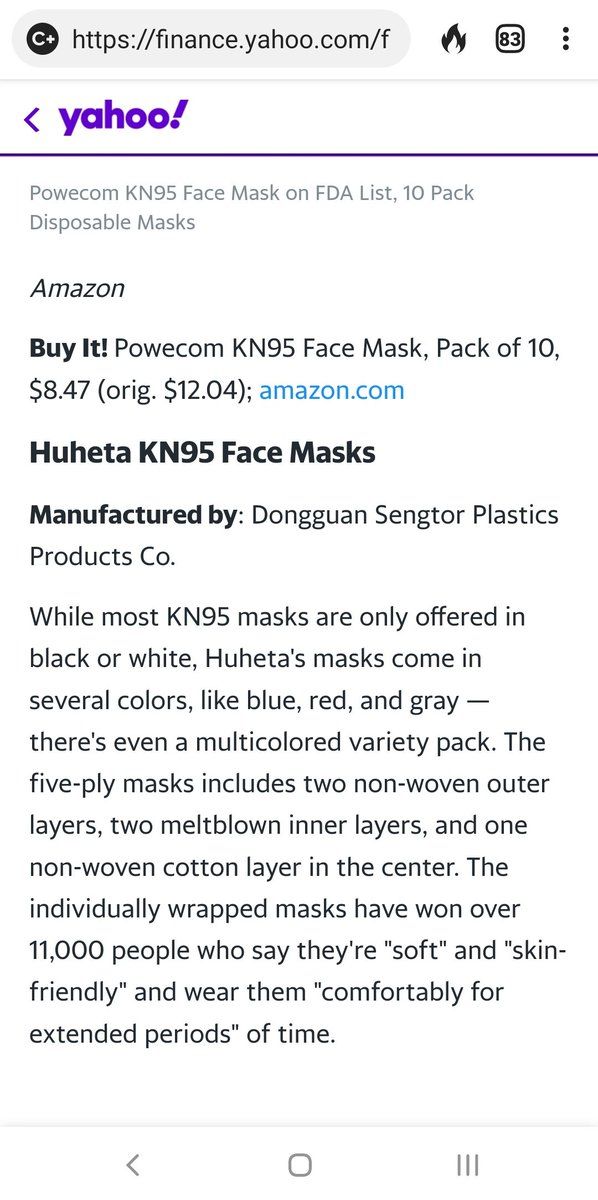 C+ https://finance.yahoo.com/f 83
yahoo!
Powecom KN95 Face Mask on FDA List, 10 Pack
Disposable Masks
Amazon
Buy It! Powecom KN95 Face Mask, Pack of 10,
$8.47 (orig. $12.04); amazon.com
Huheta KN95 Face Masks
Manufactured by: Dongguan Sengtor Plastics
Products Co.
While most KN95 masks are only offered in
black or white, Huheta's masks come in
several colors, like blue, red, and gray —
there's even a multicolored variety pack. The
five-ply masks includes two non-woven outer
layers, two meltblown inner layers, and one
non-woven cotton layer in the center. The
individually wrapped masks have won over
11,000 people who say they're "soft" and "skin-
friendly" and wear them "comfortably for
extended periods" of time.